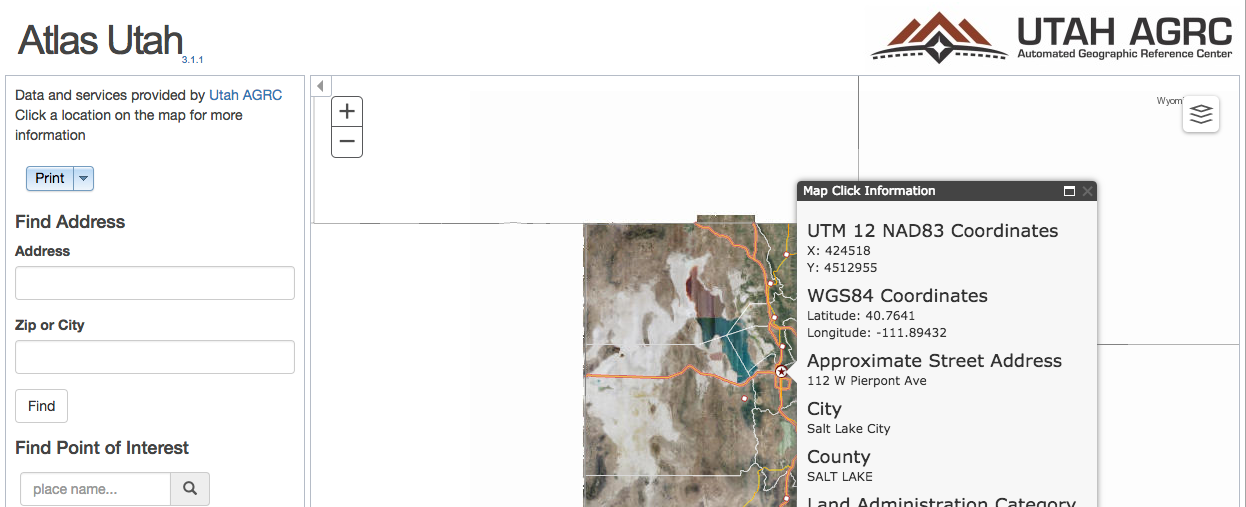 Atlas Utah
3.1.1
UTAH AGRC
Automated Geographic Reference Center
Data and services provided by Utah AGRC
Click a location on the map for more
information
Print
Find Address
Address
Zip or City
Find
Find Point of Interest
place name...
Wyom
Map Click Information
UTM 12 NAD83 Coordinates
X: 424518
Y: 4512955
WGS84 Coordinates
Latitude: 40.7641
Longitude: -111.89432
Approximate Street Address
112 W Pierpont Ave
City
Salt Lake City
County
SALT LAKE
Land Administration Category